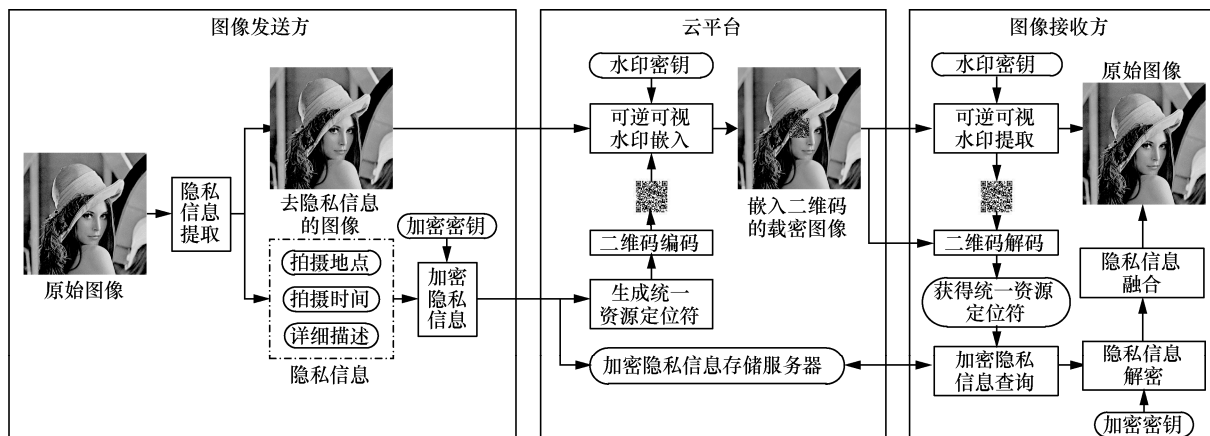 图像发送方
原始图像
隐私
信息
提取
去隐私信息
的图像
拍摄地点
拍摄时间
详细描述
隐私信息
加密密钥
加密
隐私
信息
云平台
水印密钥
可逆可视
水印嵌入
二维码编码
生成统一
资源定位符
嵌入二维码
的载密图像
加密隐私信息存储服务器
图像接收方
水印密钥
可逆可视
水印提取
二维码解码
获得统一资源
定位符
加密隐私
信息查询
原始图像
隐私信息
融合
隐私信息
解密
加密密钥